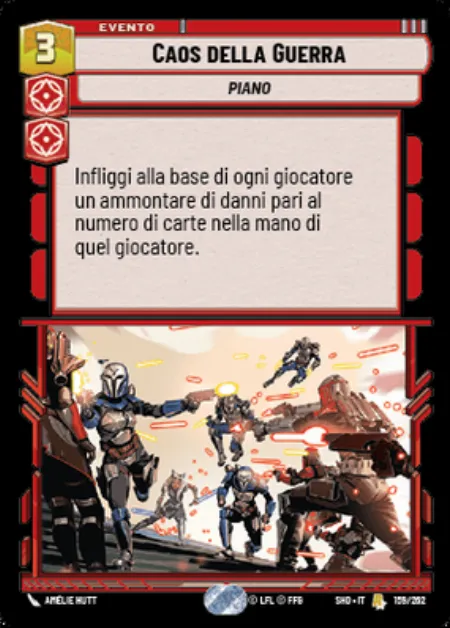 EVENTO
3
CAOS DELLA GUERRA
PIANO
Infliggi alla base di ogni giocatore
un ammontare di danni pari al
numero di carte nella mano di
quel giocatore.
AMÉLIE HUTT
© LFL © FFG
SHD • IT
159/262